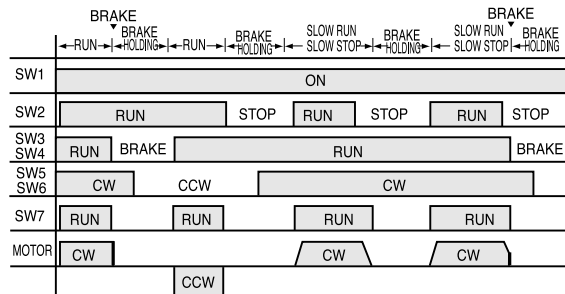 BRAKE BRAKE
RUN BRAKE HOLDING RUN BRAKE HOLDING SLOW RUN SLOW STOP BRAKE HOLDING SLOW RUN SLOW STOP BRAKE HOLDING
SW1 ON
SW2 RUN STOP RUN STOP RUN STOP
SW3 SW4 RUN BRAKE RUN BRAKE
SW5 SW6 CW CCW CW
SW7 RUN RUN RUN RUN
MOTOR CW CW CW
CCW